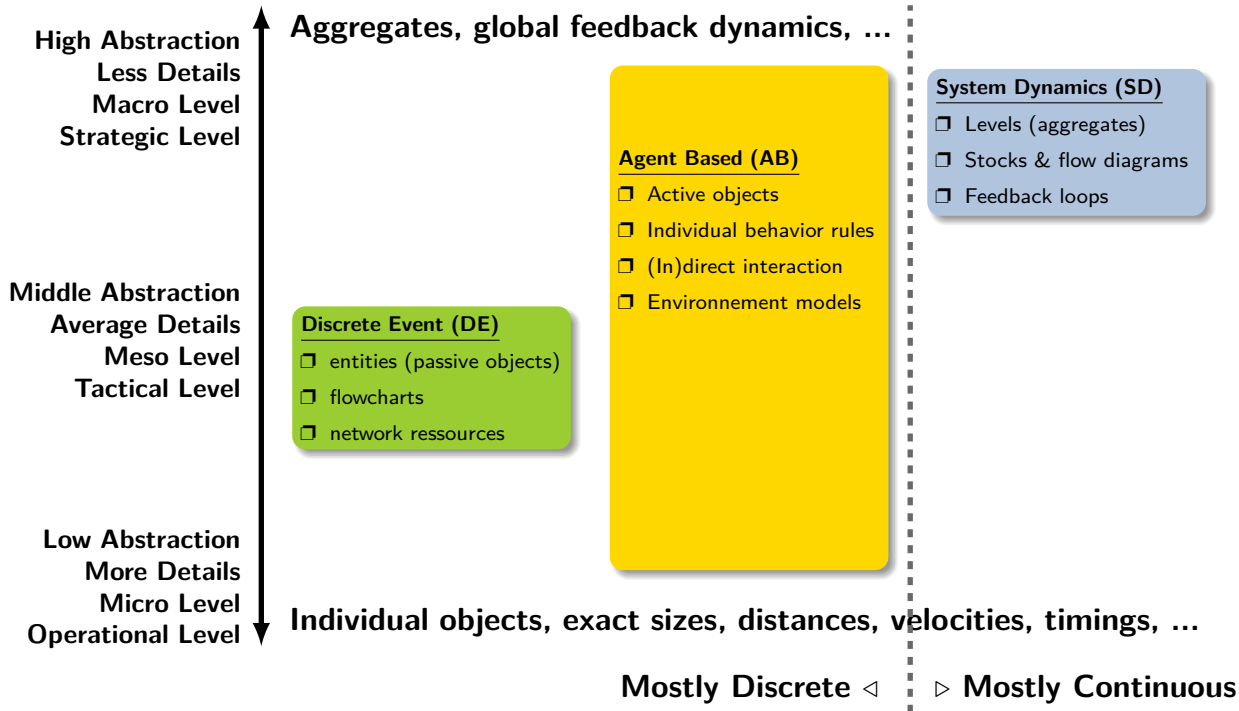 High Abstraction
Less Details
Macro Level
Strategic Level
Middle Abstraction
Average Details
Meso Level
Tactical Level
Low Abstraction
More Details
Micro Level
Operational Level
Aggregates, global feedback dynamics, ...
Discrete Event (DE)
❐ entities (passive objects)
❐ flowcharts
❐ network ressources
Agent Based (AB)
❐ Active objects
❐ Individual behavior rules
❐ (In)direct interaction
❐ Environnement models
System Dynamics (SD)
❐ Levels (aggregates)
❐ Stocks & flow diagrams
❐ Feedback loops
Individual objects, exact sizes, distances, velocities, timings, ...
Mostly Discrete ◁
▷ Mostly Continuous